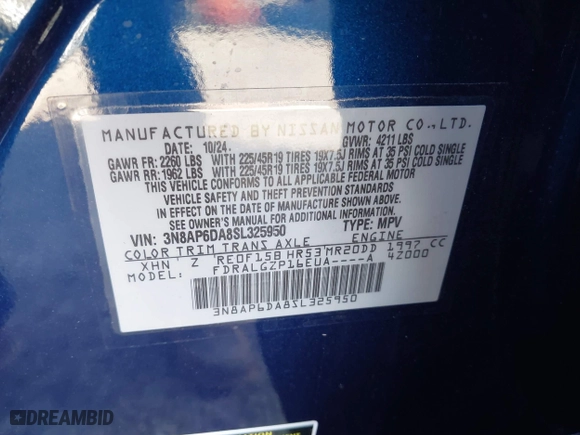 MANUFACTURED BY NISSAN MOTOR CO.,LTD.
DATE: 10/24. GVWR: 4211 LBS
GAWR FR: 2260 LBS WITH 225/45R19 TIRES 19X7.5J RIMS AT 35 PSI COLD SINGLE
GAWR RR: 1962 LBS WITH 225/45R19 TIRES 19X7.5J RIMS AT 35 PSI COLD SINGLE
THIS VEHICLE CONFORMS TO ALL APPLICABLE FEDERAL MOTOR
VEHICLE SAFETY AND THEFT PREVENTION STANDARDS
IN EFFECT ON THE DATE OF MANUFACTURE SHOWN ABOVE.
SEE OWNER'S MANUAL FOR ADDITIONAL INFORMATION.
VIN: 3N8AP6DA8SL325950 TYPE: MPV
COLOR TRIM TRANS AXLE ENGINE
XHN Z RE0F15B HR53 MR20DD 1997 CC
FDRALGZP16EUA----A 4Z000
3N8AP6DA8SL325950
DREAMBID